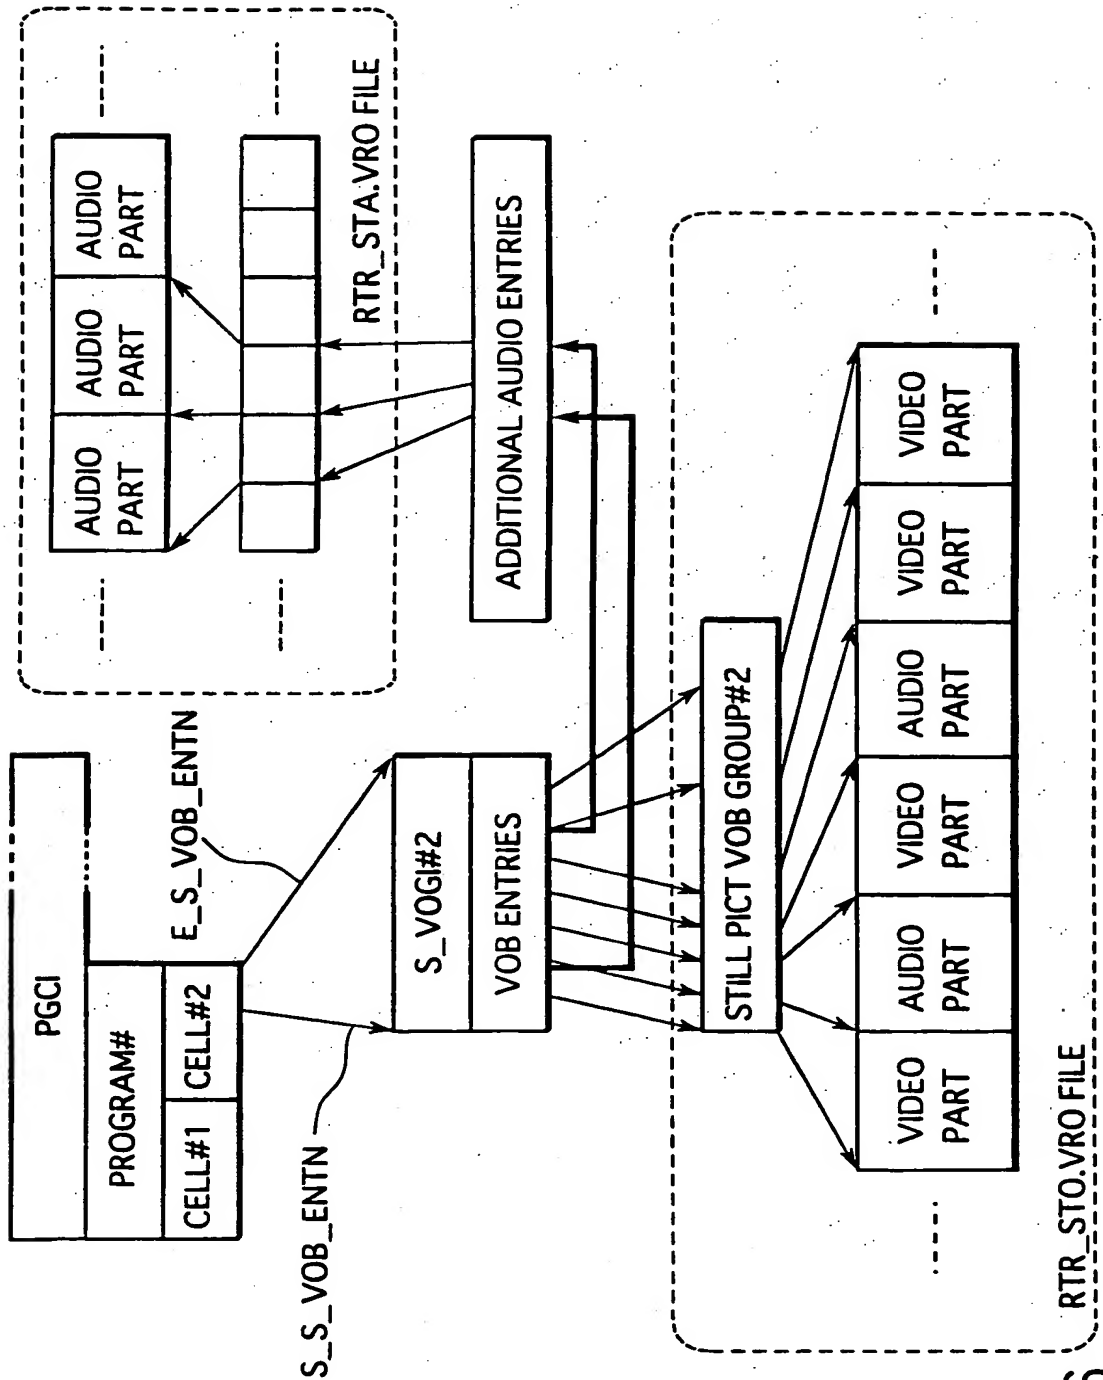 PGCI
PROGRAM#
CELL#1
CELL#2
S_S_VOB_ENTN
E_S_VOB_ENTN
S_VOGI#2
VOB ENTRIES
AUDIO
PART
AUDIO
PART
AUDIO
PART
RTR_STA.VRO FILE
ADDITIONAL AUDIO ENTRIES
STILL PICT VOB GROUP#2
VIDEO
PART
AUDIO
PART
VIDEO
PART
AUDIO
PART
VIDEO
PART
VIDEO
PART
RTR_STO.VRO FILE